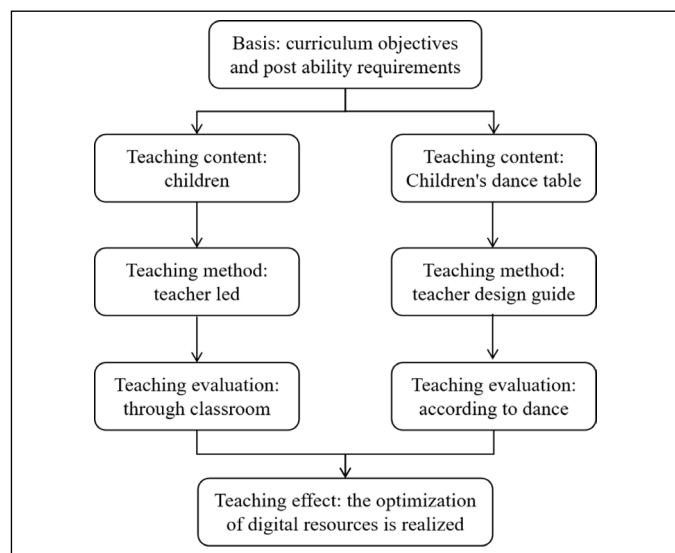 Basis: curriculum objectives
and post ability requirements
Teaching content:
children
Teaching content:
Children's dance table
Teaching method:
teacher led
Teaching method:
teacher design guide
Teaching evaluation:
through classroom
Teaching evaluation:
according to dance
Teaching effect: the optimization
of digital resources is realized